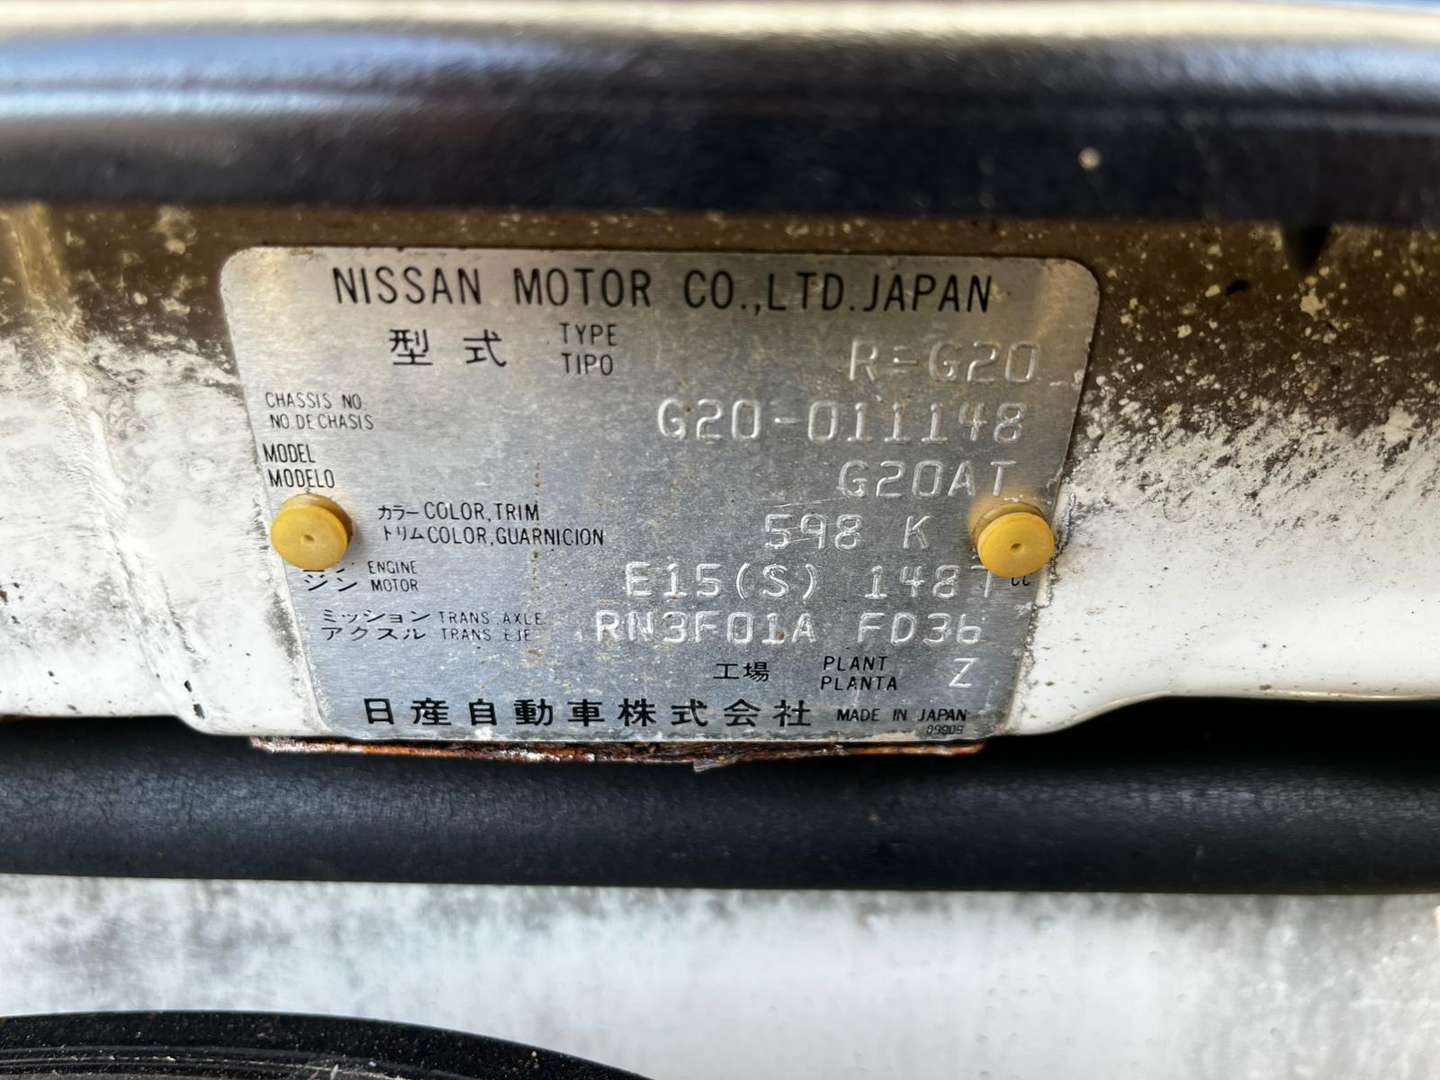 NISSAN MOTOR CO.,LTD.JAPAN
型式 TYPE TIPO R-G20
CHASSIS NO. NO.DE CHASIS G20-011148
MODEL MODELO G20AT
カラー COLOR,TRIM 598 K
トリム COLOR,GUARNICION
ENGINE E15(S) 1487 cc
ジン MOTOR
ミッション TRANS. AXLE RN3F01A FD36
アクスル TRANS EJE
工場 PLANT PLANTA Z
日産自動車株式会社 MADE IN JAPAN